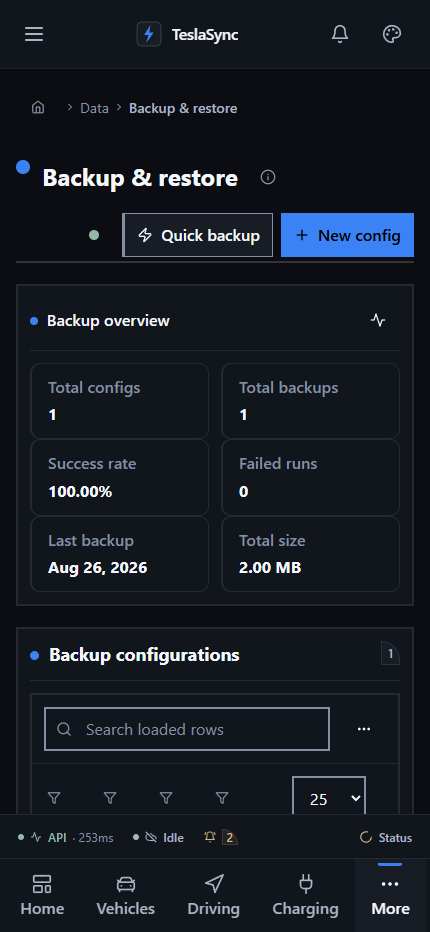 TeslaSync
Data Backup & restore
Backup & restore
Quick backup
New config
Backup overview
Total configs
1
Total backups
1
Success rate
100.00%
Failed runs
0
Last backup
Aug 26, 2026
Total size
2.00 MB
Backup configurations
1
Search loaded rows
25
API · 253ms
Idle
2
Status
Home
Vehicles
Driving
Charging
More